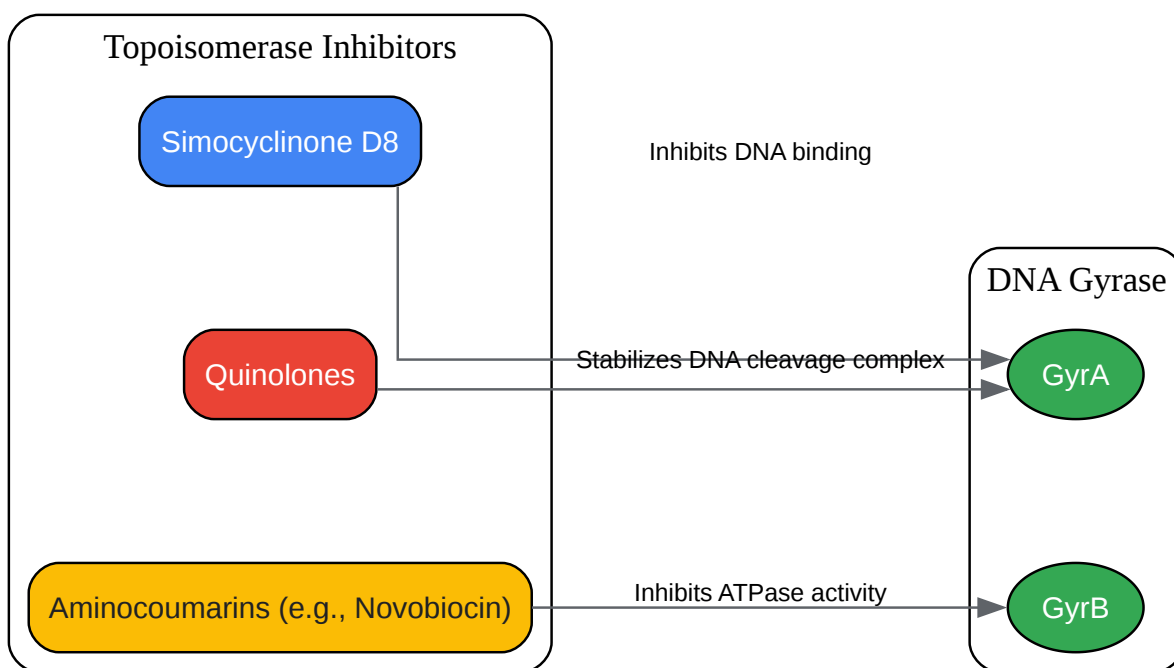 Topoisomerase Inhibitors
Simocyclinone D8
Inhibits DNA binding
DNA Gyrase
Quinolones
Stabilizes DNA cleavage complex
GyrA
Aminocoumarins (e.g., Novobiocin)
Inhibits ATPase activity
GyrB